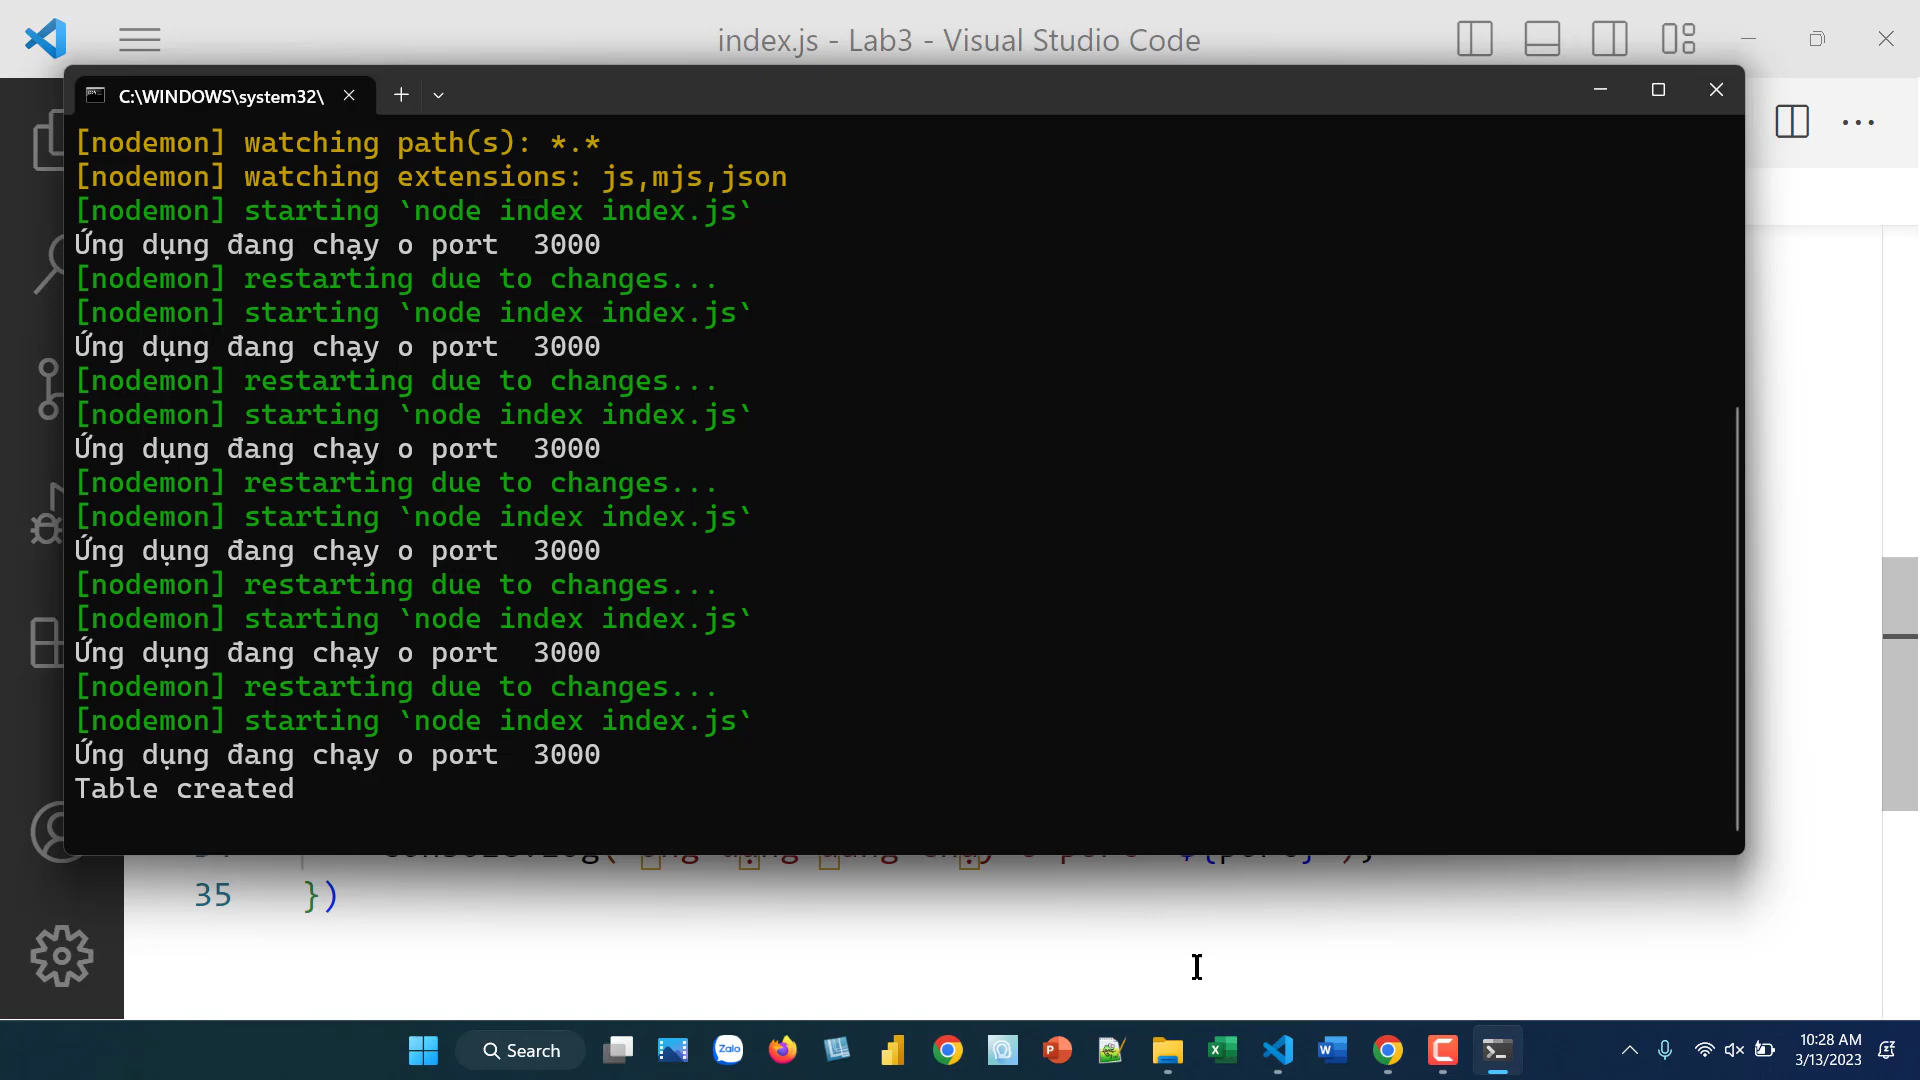 index.js - Lab3 - Visual Studio Code
C:\WINDOWS\system32\
[nodemon] watching path(s): *.*
[nodemon] watching extensions: js,mjs,json
[nodemon] starting `node index index.js`
Ứng dụng đang chạy o port  3000
[nodemon] restarting due to changes...
[nodemon] starting `node index index.js`
Ứng dụng đang chạy o port  3000
[nodemon] restarting due to changes...
[nodemon] starting `node index index.js`
Ứng dụng đang chạy o port  3000
[nodemon] restarting due to changes...
[nodemon] starting `node index index.js`
Ứng dụng đang chạy o port  3000
[nodemon] restarting due to changes...
[nodemon] starting `node index index.js`
Ứng dụng đang chạy o port  3000
[nodemon] restarting due to changes...
[nodemon] starting `node index index.js`
Ứng dụng đang chạy o port  3000
Table created
35 })
Search
Zalo
10:28 AM
3/13/2023